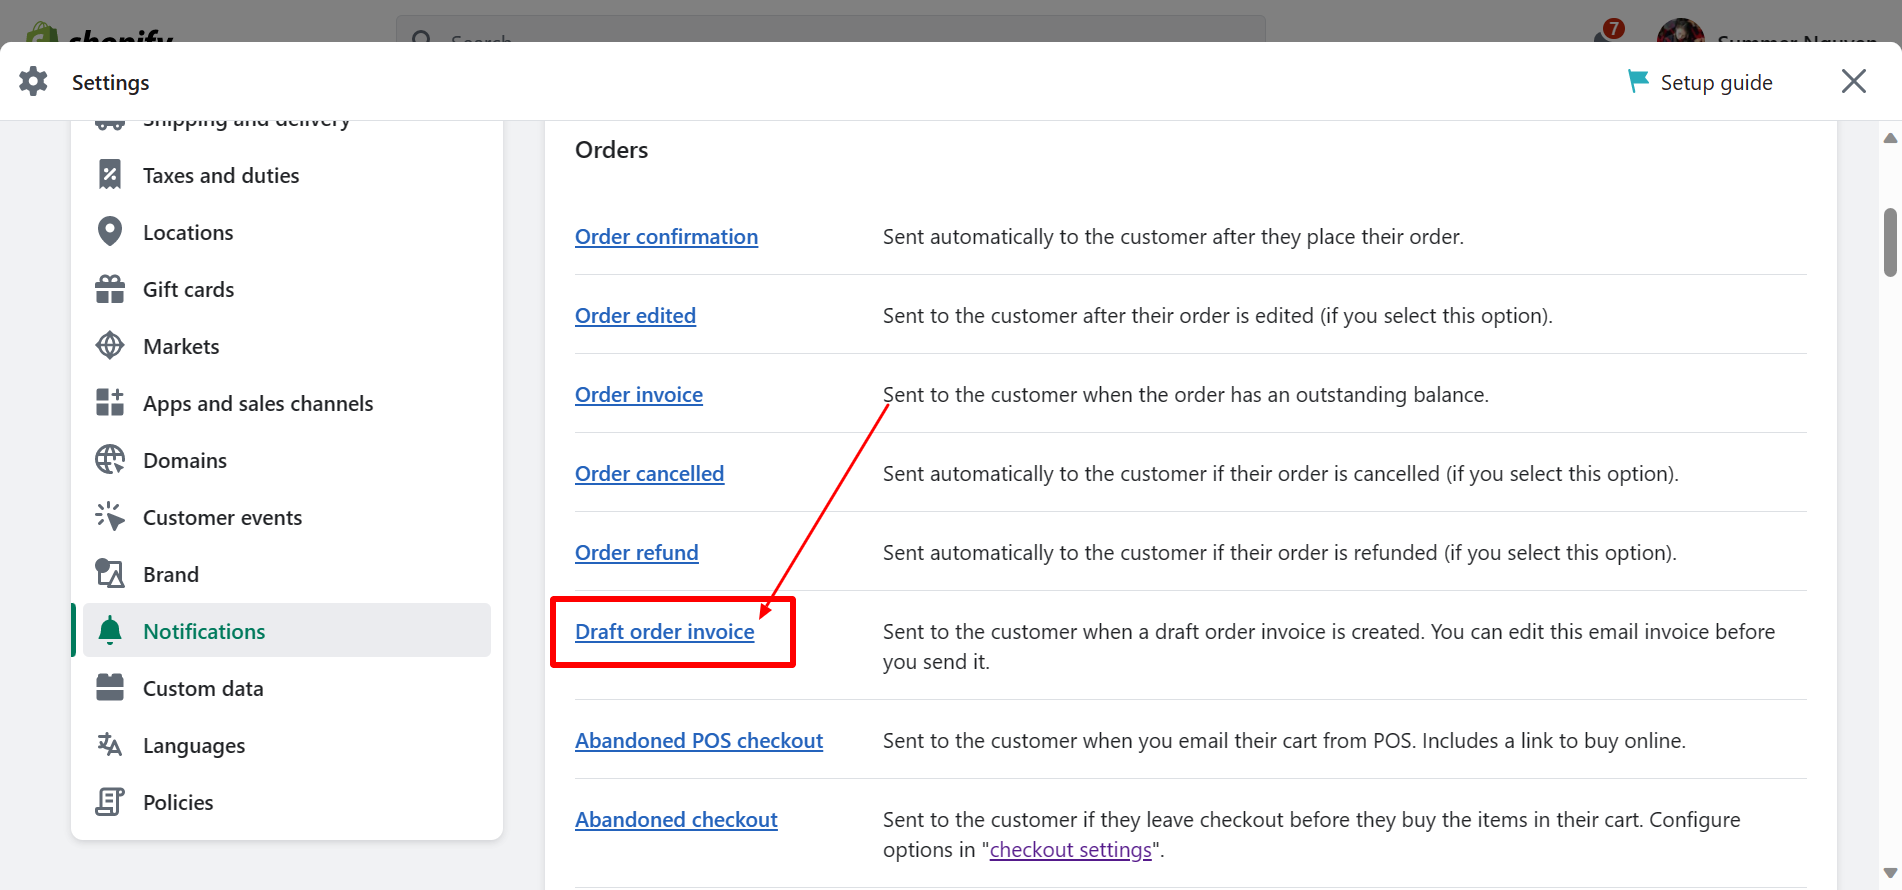 shopify
Search
7
Summer Nguyen
Settings
Setup guide
Shipping and delivery
Taxes and duties
Locations
Gift cards
Markets
Apps and sales channels
Domains
Customer events
Brand
Notifications
Custom data
Languages
Policies
Orders
Order confirmation
Sent automatically to the customer after they place their order.
Order edited
Sent to the customer after their order is edited (if you select this option).
Order invoice
Sent to the customer when the order has an outstanding balance.
Order cancelled
Sent automatically to the customer if their order is cancelled (if you select this option).
Order refund
Sent automatically to the customer if their order is refunded (if you select this option).
Draft order invoice
Sent to the customer when a draft order invoice is created. You can edit this email invoice before
you send it.
Abandoned POS checkout
Sent to the customer when you email their cart from POS. Includes a link to buy online.
Abandoned checkout
Sent to the customer if they leave checkout before they buy the items in their cart. Configure
options in "checkout settings".